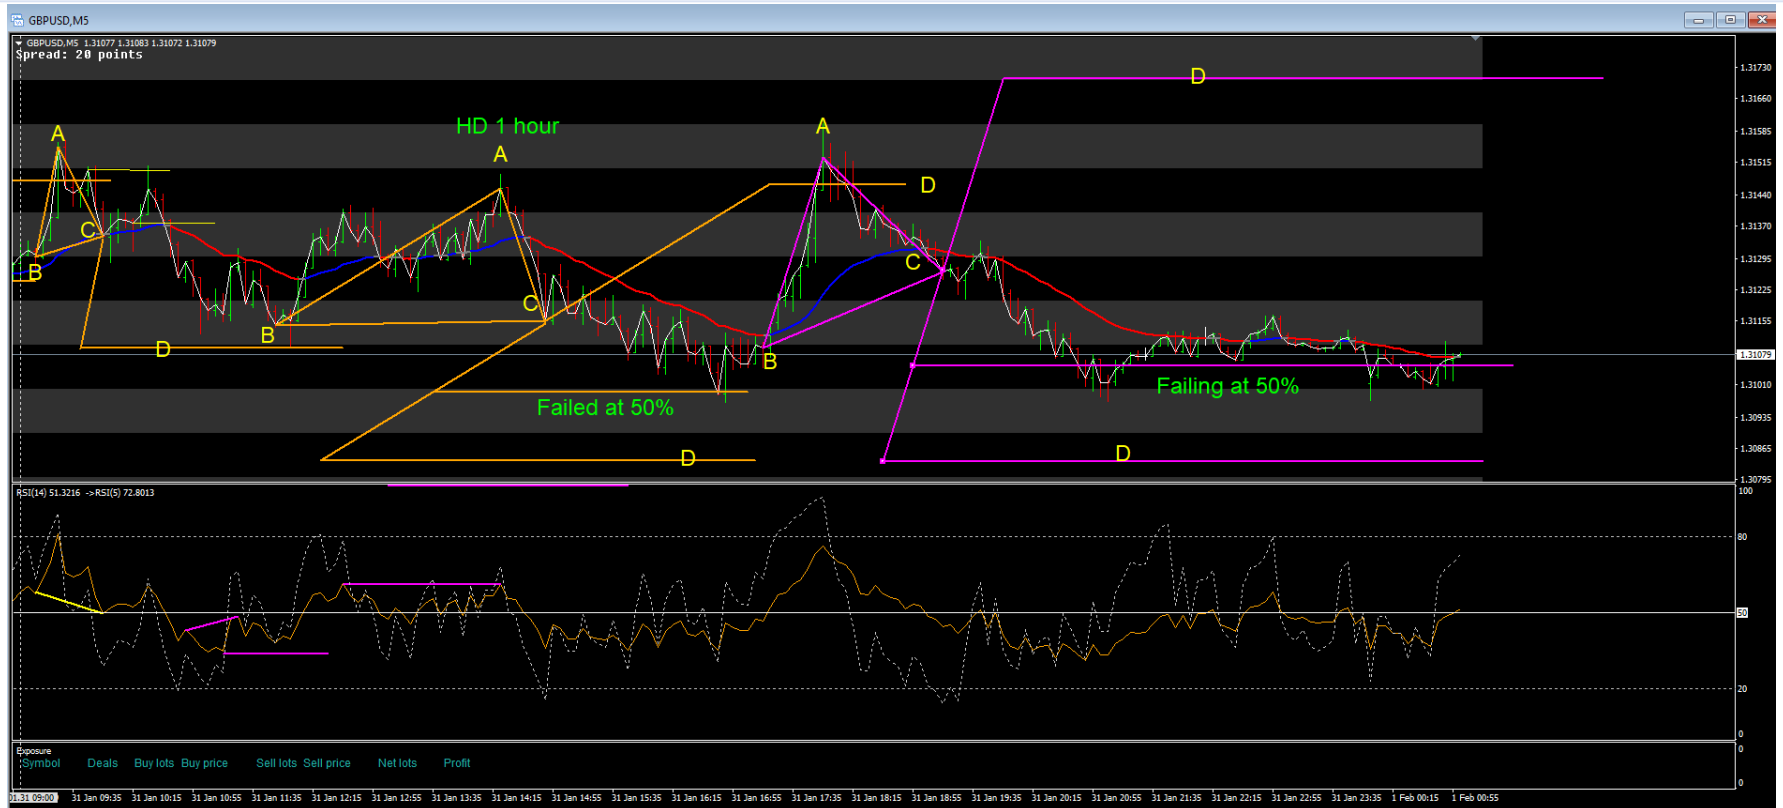 GBPUSD,M5
GBPUSD,M5 1.31077 1.31083 1.31072 1.31079
Spread: 20 points
1.31730
1.31660
1.31585
1.31515
1.31440
1.31370
1.31295
1.31225
1.31155
1.31079
1.31010
1.30935
1.30865
1.30795
D
A
HD 1 hour
A
A
D
C
B
C
C
B
D
B
Failed at 50%
Failing at 50%
D
D
RSI(14) 51.3216 ->RSI(5) 72.8013
100
80
50
20
0
Exposure
Symbol Deals Buy lots Buy price Sell lots Sell price Net lots Profit
0
0
01.31 09:00 31 Jan 09:35 31 Jan 10:15 31 Jan 10:55 31 Jan 11:35 31 Jan 12:15 31 Jan 12:55 31 Jan 13:35 31 Jan 14:15 31 Jan 14:55 31 Jan 15:35 31 Jan 16:15 31 Jan 16:55 31 Jan 17:35 31 Jan 18:15 31 Jan 18:55 31 Jan 19:35 31 Jan 20:15 31 Jan 20:55 31 Jan 21:35 31 Jan 22:15 31 Jan 22:55 31 Jan 23:35 1 Feb 00:15 1 Feb 00:55